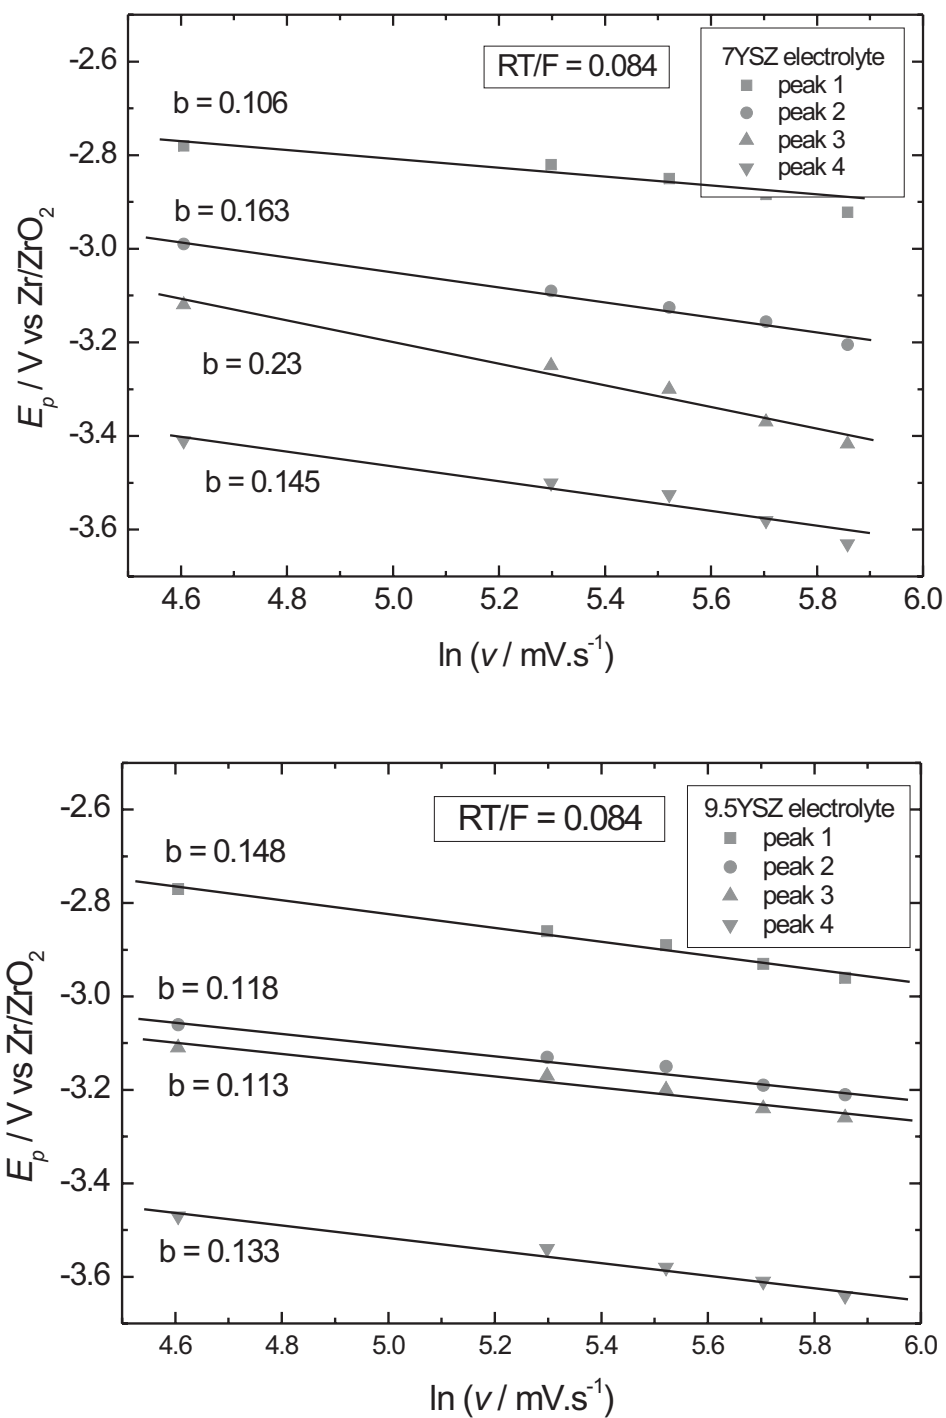 -2.6
-2.8
-3.0
-3.2
-3.4
-3.6
E_p / V vs Zr/ZrO₂
RT/F = 0.084
7YSZ electrolyte
peak 1
peak 2
peak 3
peak 4
b = 0.106
b = 0.163
b = 0.23
b = 0.145
4.6 4.8 5.0 5.2 5.4 5.6 5.8 6.0
ln (v / mV.s⁻¹)
-2.6
-2.8
-3.0
-3.2
-3.4
-3.6
E_p / V vs Zr/ZrO₂
RT/F = 0.084
9.5YSZ electrolyte
peak 1
peak 2
peak 3
peak 4
b = 0.148
b = 0.118
b = 0.113
b = 0.133
4.6 4.8 5.0 5.2 5.4 5.6 5.8 6.0
ln (v / mV.s⁻¹)